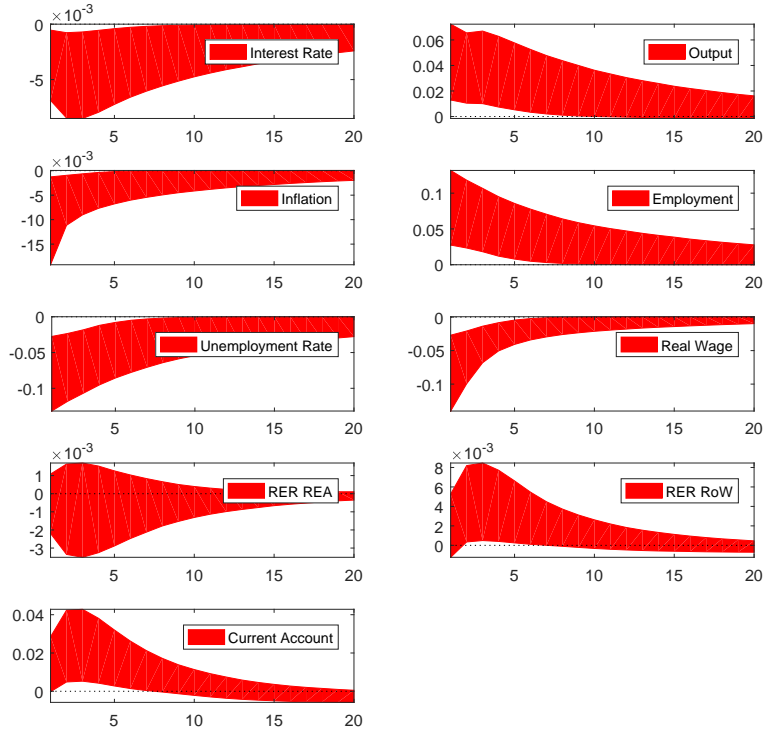 ×10⁻³
0
-5
Interest Rate
5 10 15 20
0.06
0.04
0.02
0
Output
5 10 15 20
×10⁻³
0
-5
-10
-15
Inflation
5 10 15 20
0.1
0.05
0
Employment
5 10 15 20
0
-0.05
-0.1
Unemployment Rate
5 10 15 20
0
-0.05
-0.1
Real Wage
5 10 15 20
×10⁻³
1
0
-1
-2
-3
RER REA
5 10 15 20
×10⁻³
8
6
4
2
0
RER RoW
5 10 15 20
0.04
0.02
0
Current Account
5 10 15 20